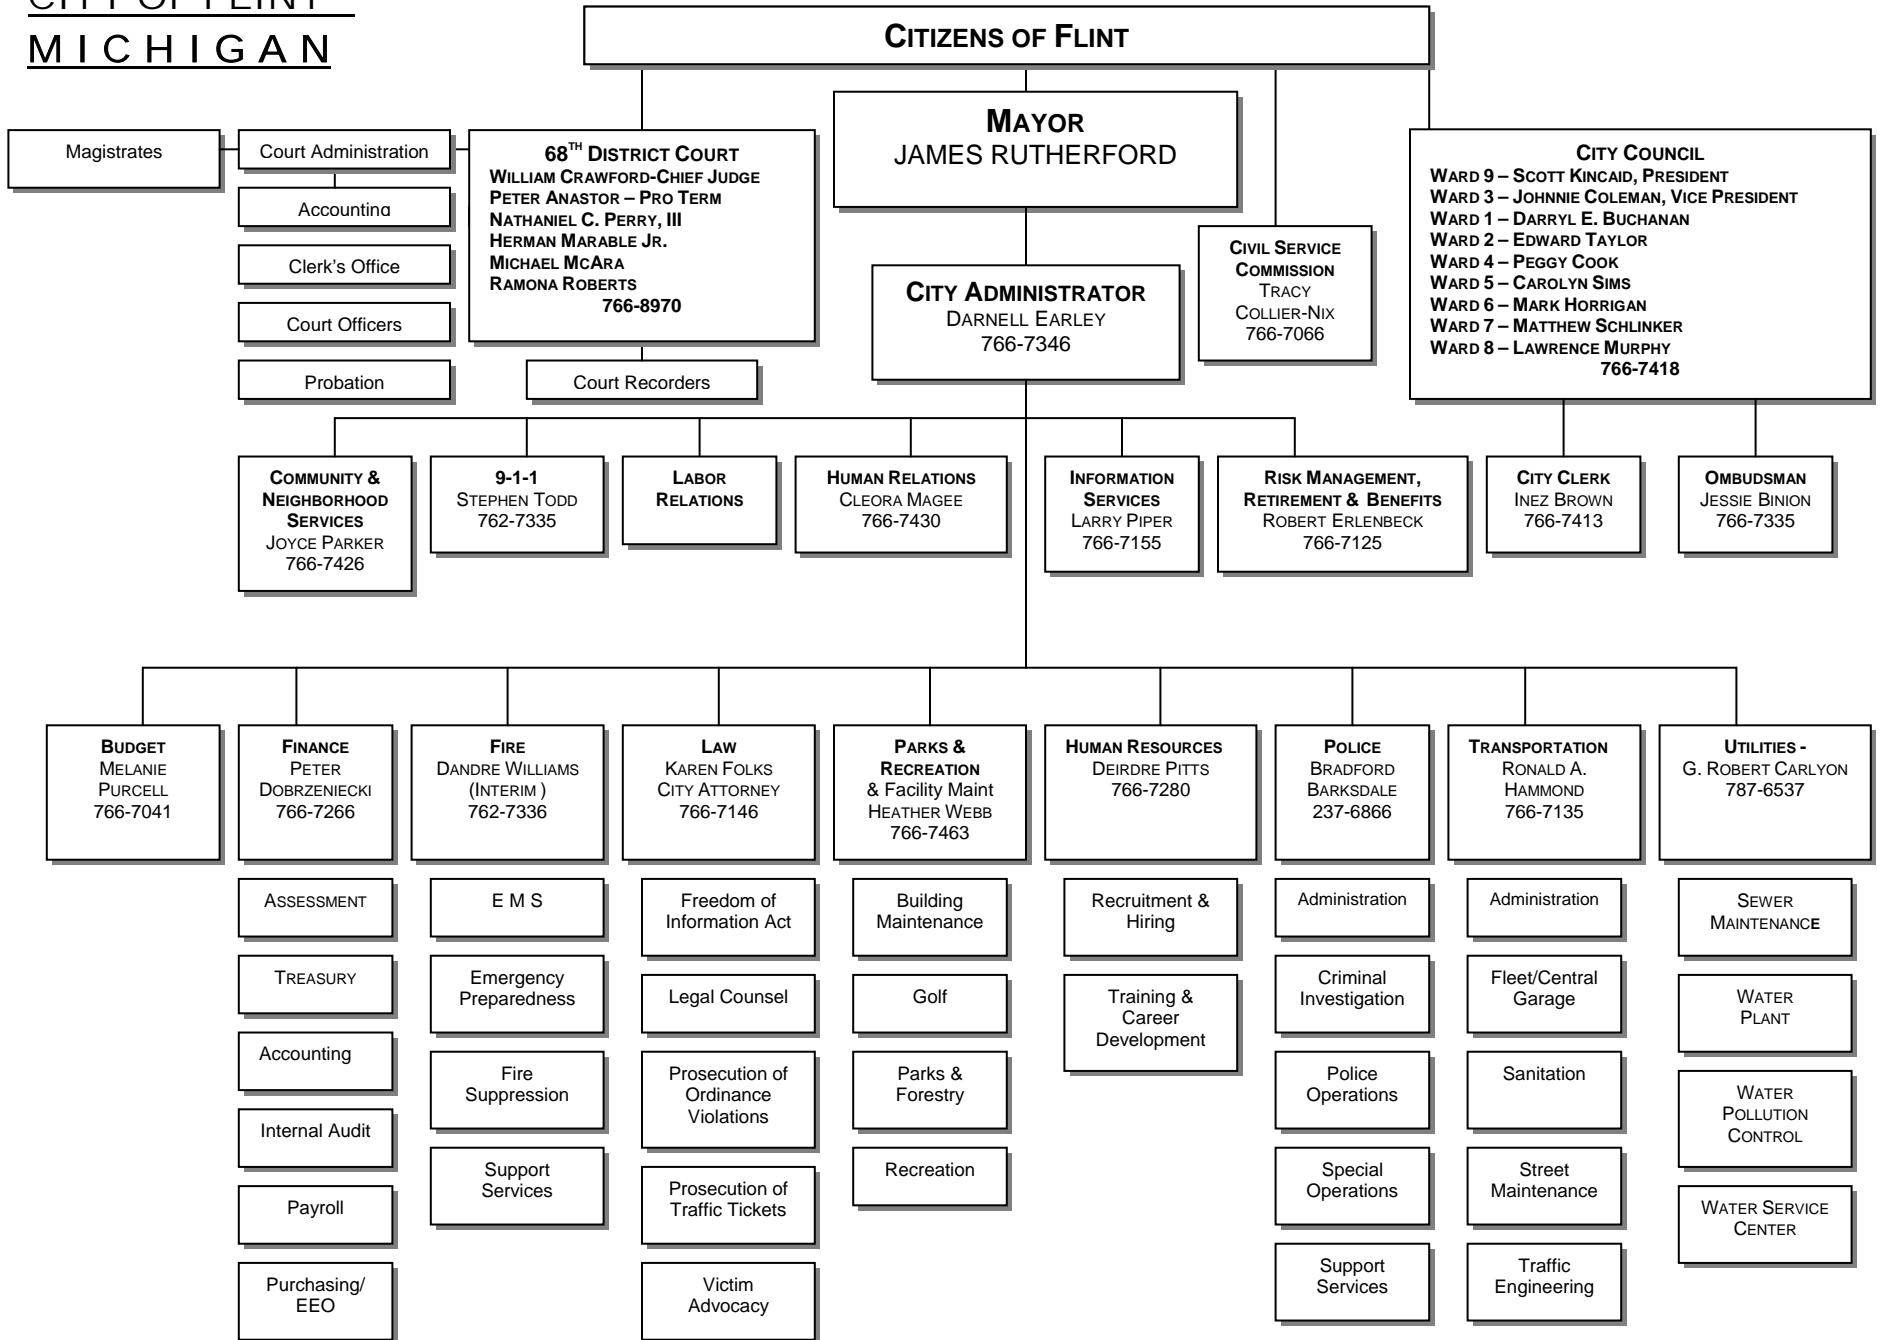 CITY OF FLINT
MICHIGAN
CITIZENS OF FLINT
MAYOR
JAMES RUTHERFORD
Magistrates
Court Administration
Accounting
Clerk's Office
Court Officers
Probation
68TH DISTRICT COURT
WILLIAM CRAWFORD-CHIEF JUDGE
PETER ANASTOR – PRO TERM
NATHANIEL C. PERRY, III
HERMAN MARABLE JR.
MICHAEL MCARA
RAMONA ROBERTS
766-8970
Court Recorders
CITY ADMINISTRATOR
DARNELL EARLEY
766-7346
CIVIL SERVICE
COMMISSION
TRACY
COLLIER-NIX
766-7066
CITY COUNCIL
WARD 9 – SCOTT KINCAID, PRESIDENT
WARD 3 – JOHNNIE COLEMAN, VICE PRESIDENT
WARD 1 – DARRYL E. BUCHANAN
WARD 2 – EDWARD TAYLOR
WARD 4 – PEGGY COOK
WARD 5 – CAROLYN SIMS
WARD 6 – MARK HORRIGAN
WARD 7 – MATTHEW SCHLINKER
WARD 8 – LAWRENCE MURPHY
766-7418
COMMUNITY &
NEIGHBORHOOD
SERVICES
JOYCE PARKER
766-7426
9-1-1
STEPHEN TODD
762-7335
LABOR
RELATIONS
HUMAN RELATIONS
CLEORA MAGEE
766-7430
INFORMATION
SERVICES
LARRY PIPER
766-7155
RISK MANAGEMENT,
RETIREMENT & BENEFITS
ROBERT ERLENBECK
766-7125
CITY CLERK
INEZ BROWN
766-7413
OMBUDSMAN
JESSIE BINION
766-7335
BUDGET
MELANIE
PURCELL
766-7041
FINANCE
PETER
DOBRZENIECKI
766-7266
ASSESSMENT
TREASURY
Accounting
Internal Audit
Payroll
Purchasing/
EEO
FIRE
DANDRE WILLIAMS
(INTERIM )
762-7336
E M S
Emergency
Preparedness
Fire
Suppression
Support
Services
LAW
KAREN FOLKS
CITY ATTORNEY
766-7146
Freedom of
Information Act
Legal Counsel
Prosecution of
Ordinance
Violations
Prosecution of
Traffic Tickets
Victim
Advocacy
PARKS &
RECREATION
& Facility Maint
HEATHER WEBB
766-7463
Building
Maintenance
Golf
Parks &
Forestry
Recreation
HUMAN RESOURCES
DEIRDRE PITTS
766-7280
Recruitment &
Hiring
Training &
Career
Development
POLICE
BRADFORD
BARKSDALE
237-6866
Administration
Criminal
Investigation
Police
Operations
Special
Operations
Support
Services
TRANSPORTATION
RONALD A.
HAMMOND
766-7135
Administration
Fleet/Central
Garage
Sanitation
Street
Maintenance
Traffic
Engineering
UTILITIES -
G. ROBERT CARLYON
787-6537
SEWER
MAINTENANCE
WATER
PLANT
WATER
POLLUTION
CONTROL
WATER SERVICE
CENTER